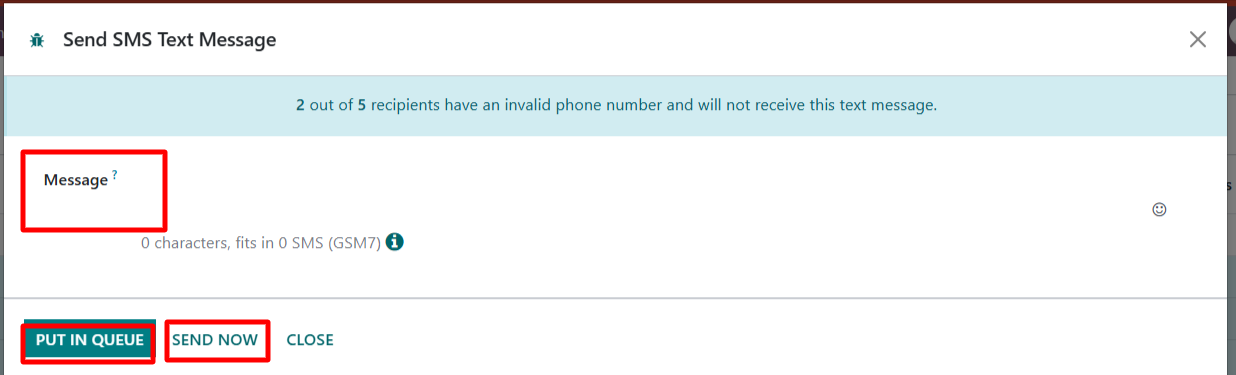 Send SMS Text Message
2 out of 5 recipients have an invalid phone number and will not receive this text message.
Message ?
0 characters, fits in 0 SMS (GSM7)
PUT IN QUEUE SEND NOW CLOSE